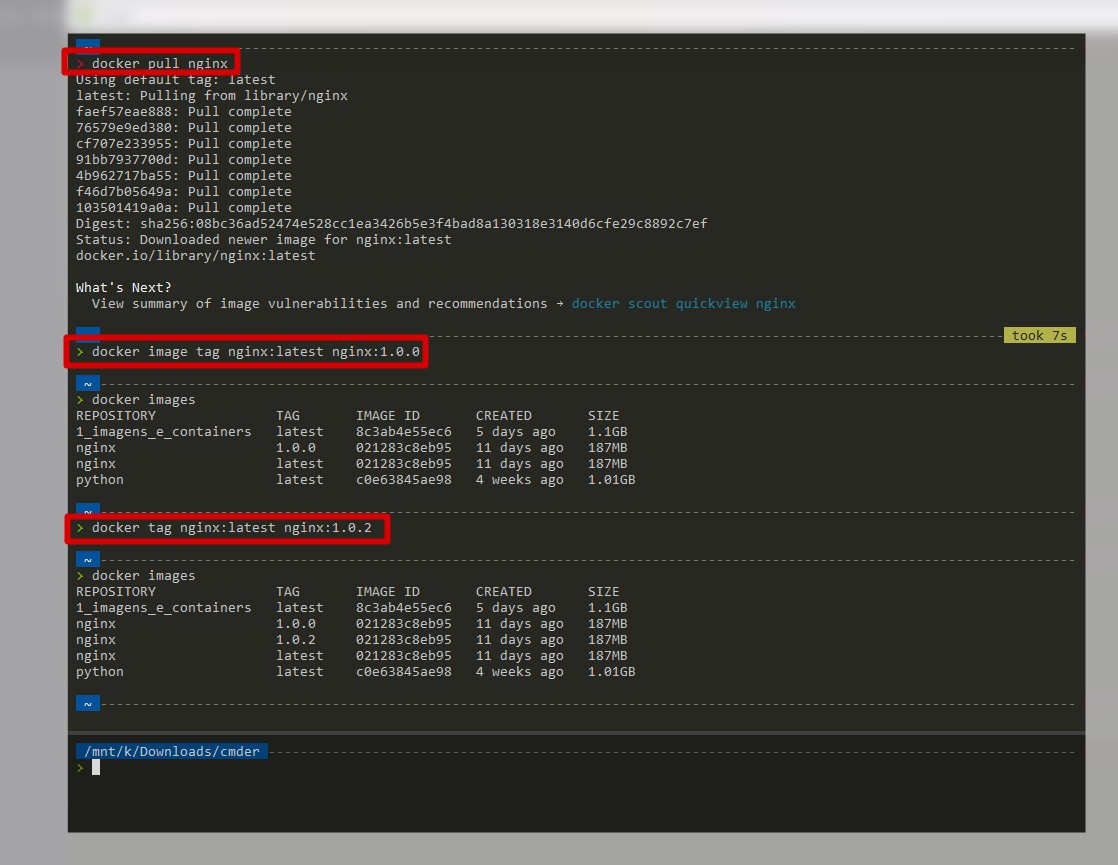 ~
> docker pull nginx
Using default tag: latest
latest: Pulling from library/nginx
faef57eae888: Pull complete
76579e9ed380: Pull complete
cf707e233955: Pull complete
91bb7937700d: Pull complete
4b962717ba55: Pull complete
f46d7b05649a: Pull complete
103501419a0a: Pull complete
Digest: sha256:08bc36ad52474e528cc1ea3426b5e3f4bad8a130318e3140d6cfe29c8892c7ef
Status: Downloaded newer image for nginx:latest
docker.io/library/nginx:latest
What's Next?
View summary of image vulnerabilities and recommendations → docker scout quickview nginx
took 7s
> docker image tag nginx:latest nginx:1.0.0
~
> docker images
REPOSITORY TAG IMAGE ID CREATED SIZE
1_imagens_e_containers latest 8c3ab4e55ec6 5 days ago 1.1GB
nginx 1.0.0 021283c8eb95 11 days ago 187MB
nginx latest 021283c8eb95 11 days ago 187MB
python latest c0e63845ae98 4 weeks ago 1.01GB
~
> docker tag nginx:latest nginx:1.0.2
~
> docker images
REPOSITORY TAG IMAGE ID CREATED SIZE
1_imagens_e_containers latest 8c3ab4e55ec6 5 days ago 1.1GB
nginx 1.0.0 021283c8eb95 11 days ago 187MB
nginx 1.0.2 021283c8eb95 11 days ago 187MB
nginx latest 021283c8eb95 11 days ago 187MB
python latest c0e63845ae98 4 weeks ago 1.01GB
~
/mnt/k/Downloads/cmder
>